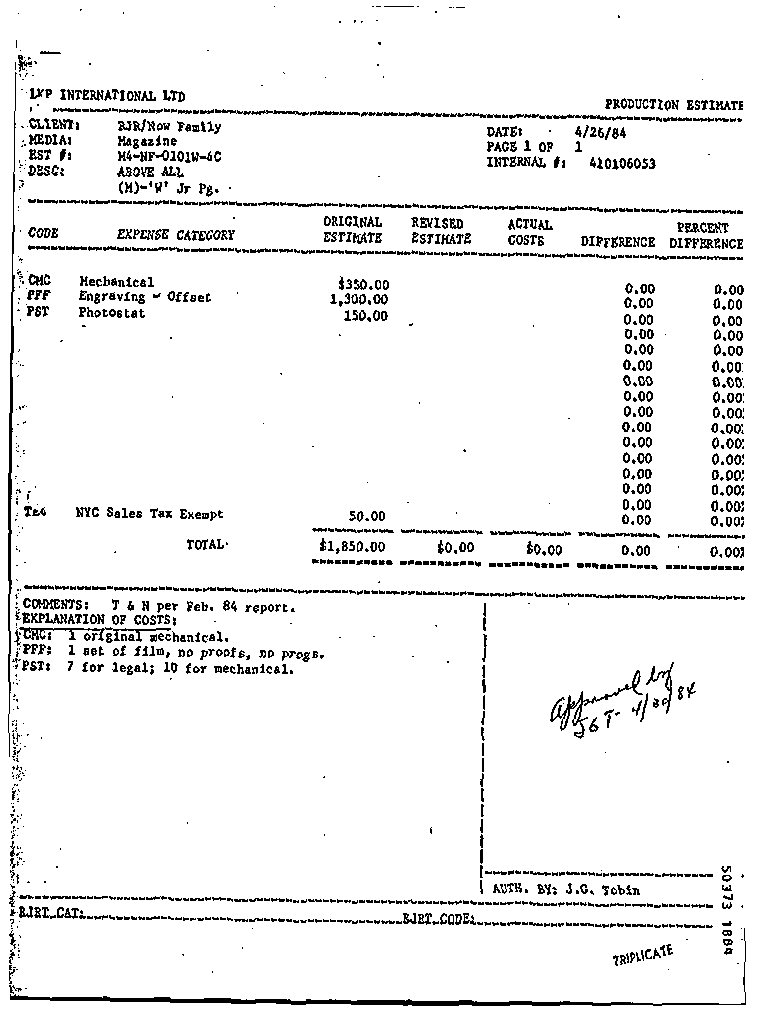 LKP INTERNATIONAL LTD
PRODUCTION ESTIMATE
CLIENT: RJR/Now Family
MEDIA: Magazine
EST #: M4-NF-0101W-4C
DESC: ABOVE ALL
(M)-'W' Jr Pg.
DATE: 4/26/84
PAGE 1 OF 1
INTERNAL #: 410106053
CODE EXPENSE CATEGORY ORIGINAL ESTIMATE REVISED ESTIMATE ACTUAL COSTS DIFFERENCE PERCENT DIFFERENCE
CMC Mechanical $350.00 0.00 0.00
PFF Engraving - Offset 1,300.00 0.00 0.00
PST Photostat 150.00 0.00 0.00
0.00 0.00
0.00 0.00
0.00 0.00
0.00 0.00
0.00 0.00
0.00 0.00
0.00 0.00
0.00 0.00
0.00 0.00
0.00 0.00
0.00 0.00
0.00 0.00
TE4 NYC Sales Tax Exempt 50.00 0.00 0.00%
TOTAL $1,850.00 $0.00 $0.00 0.00 0.00%
COMMENTS: T & N per Feb. 84 report.
EXPLANATION OF COSTS:
CMC: 1 original mechanical.
PFF: 1 set of film, no proofs, no progs.
PST: 7 for legal; 10 for mechanical.
Approved by
JGT- 4/30/84
AUTH. BY: J.G. Tobin
RJRT CAT:
RJRT CODE:
50373 1884
TRIPLICATE